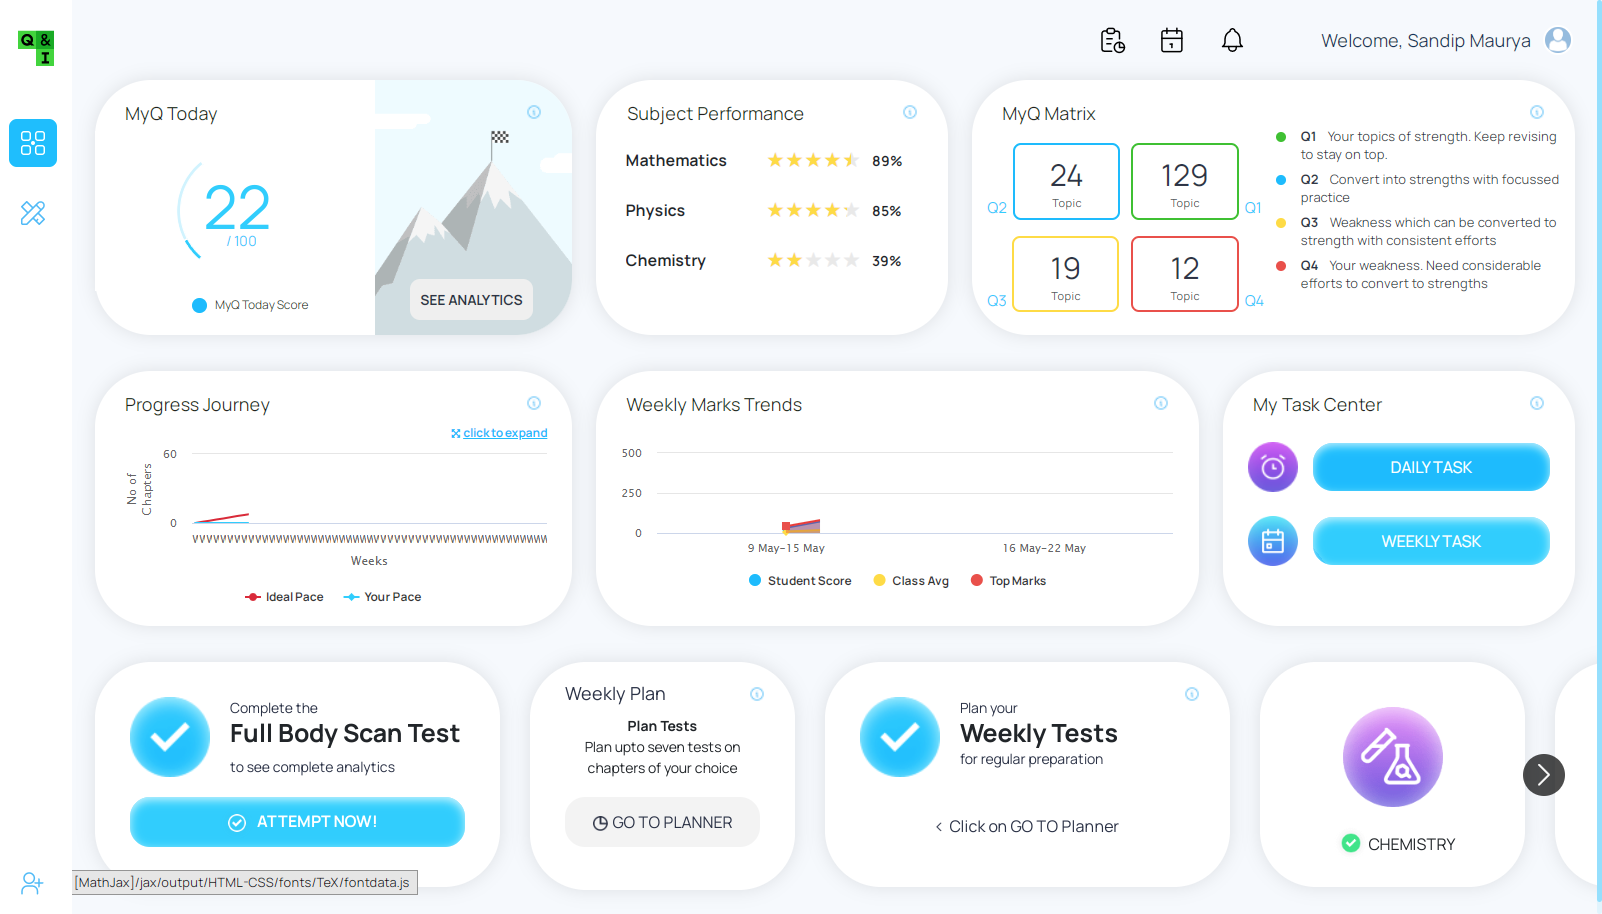 Q &
I
Welcome, Sandip Maurya
MyQ Today
22
/ 100
MyQ Today Score
SEE ANALYTICS
Subject Performance
Mathematics 89%
Physics 85%
Chemistry 39%
MyQ Matrix
Q2 24 Topic
129 Topic Q1
Q3 19 Topic
12 Topic Q4
Q1 Your topics of strength. Keep revising
to stay on top.
Q2 Convert into strengths with focussed
practice
Q3 Weakness which can be converted to
strength with consistent efforts
Q4 Your weakness. Need considerable
efforts to convert to strengths
Progress Journey
click to expand
No of
Chapters
60
0
Weeks
Ideal Pace Your Pace
Weekly Marks Trends
500
250
0
9 May-15 May 16 May-22 May
Student Score Class Avg Top Marks
My Task Center
DAILY TASK
WEEKLY TASK
Complete the
Full Body Scan Test
to see complete analytics
ATTEMPT NOW!
Weekly Plan
Plan Tests
Plan upto seven tests on
chapters of your choice
GO TO PLANNER
Plan your
Weekly Tests
for regular preparation
< Click on GO TO Planner
CHEMISTRY
[MathJax]/jax/output/HTML-CSS/fonts/TeX/fontdata.js